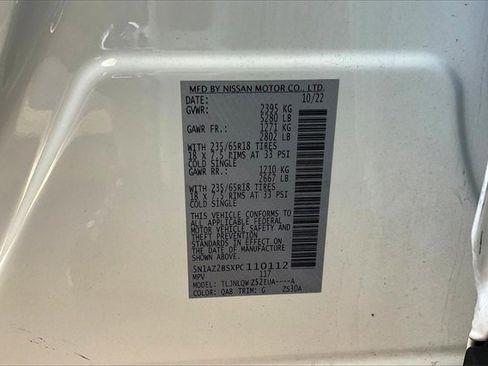 MFD BY NISSAN MOTOR CO., LTD.
DATE: 10/22
GVWR: 2395 KG
5280 LB
GAWR FR.: 1271 KG
2802 LB
WITH 235/65R18 TIRES
18 X 7.5 RIMS AT 33 PSI
COLD SINGLE
GAWR RR.: 1210 KG
2667 LB
WITH 235/65R18 TIRES
18 X 7.5 RIMS AT 33 PSI
COLD SINGLE
THIS VEHICLE CONFORMS TO
ALL APPLICABLE FEDERAL
MOTOR VEHICLE SAFETY AND
THEFT PREVENTION
STANDARDS IN EFFECT ON
THE DATE OF MANUFACTURE
SHOWN ABOVE.
5N1AZ2BSXPC110112
MPV 117
MODEL: TLJNLQW Z52EUA----A
COLOR: QAB TRIM: G ZS30A